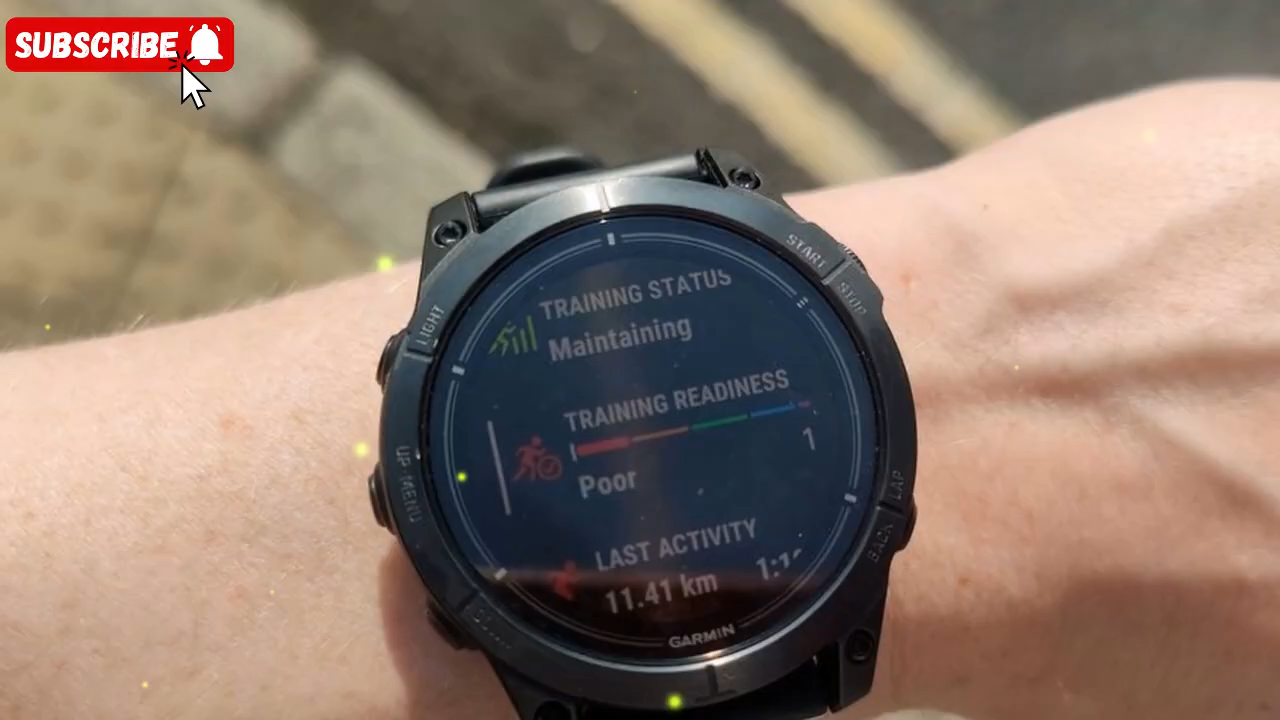 SUBSCRIBE
START
STOP
LIGHT
TRAINING STATUS
Maintaining
TRAINING READINESS
1
Poor
UP·MENU
LAP
BACK
LAST ACTIVITY
11.41 km
GARMIN